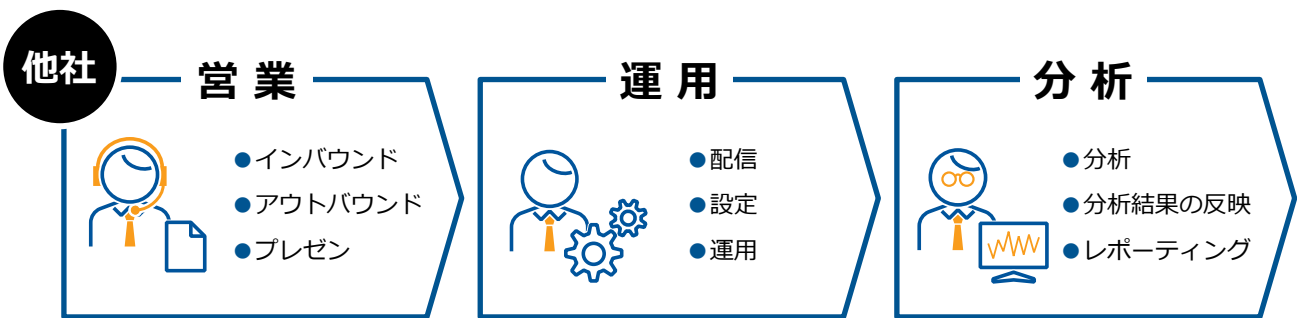 他社
営業
●インバウンド
●アウトバウンド
●プレゼン
運用
●配信
●設定
●運用
分析
●分析
●分析結果の反映
●レポーティング